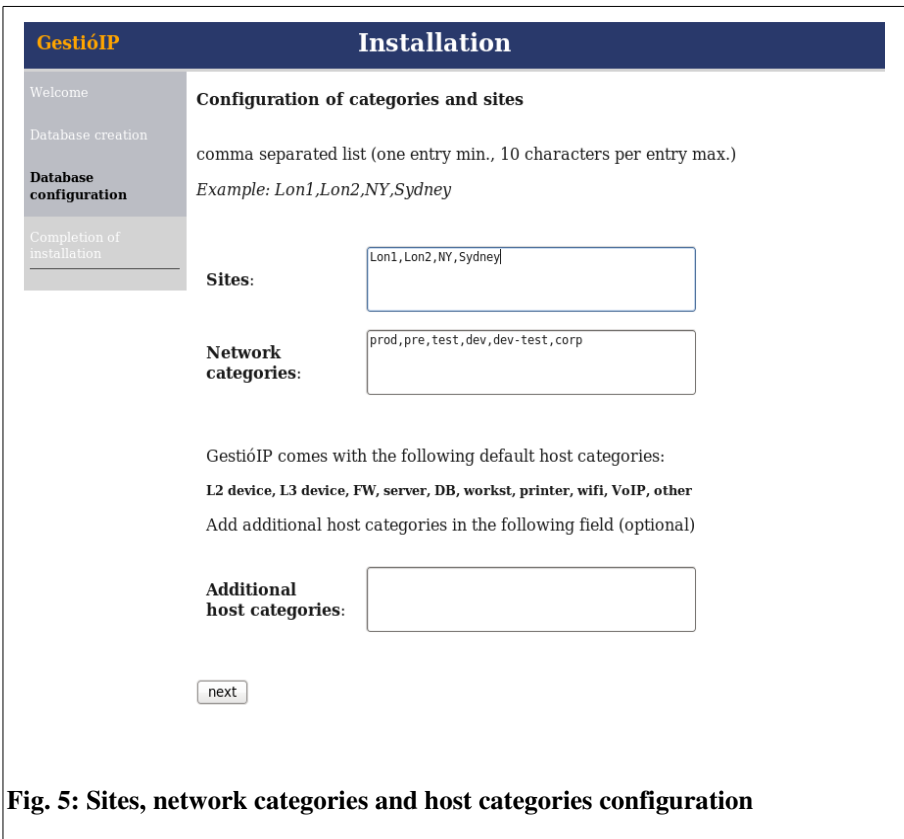 GestióIP
Installation
Welcome
Database creation
Database
configuration
Completion of
installation
Configuration of categories and sites
comma separated list (one entry min., 10 characters per entry max.)
Example: Lon1,Lon2,NY,Sydney
Sites:
Lon1,Lon2,NY,Sydney
Network
categories:
prod,pre,test,dev,dev-test,corp
GestióIP comes with the following default host categories:
L2 device, L3 device, FW, server, DB, workst, printer, wifi, VoIP, other
Add additional host categories in the following field (optional)
Additional
host categories:
next
Fig. 5: Sites, network categories and host categories configuration